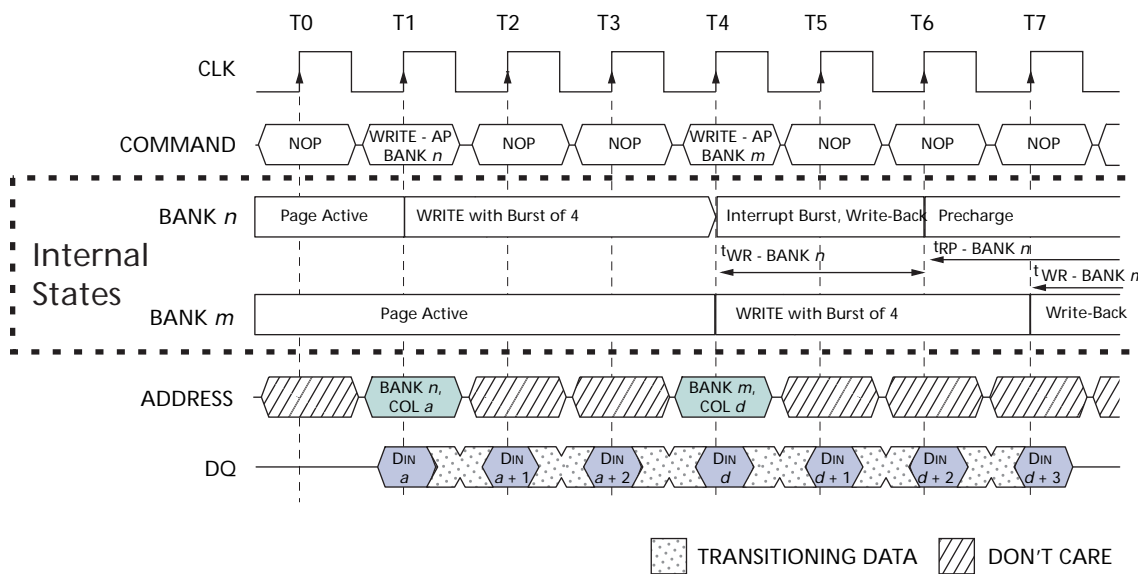 T0 T1 T2 T3 T4 T5 T6 T7
CLK
COMMAND NOP WRITE - AP BANK n NOP NOP WRITE - AP BANK m NOP NOP NOP
Internal States
BANK n Page Active WRITE with Burst of 4 Interrupt Burst, Write-Back Precharge
tWR - BANK n tRP - BANK n
t WR - BANK m
BANK m Page Active WRITE with Burst of 4 Write-Back
ADDRESS BANK n, COL a BANK m, COL d
DQ DIN a DIN a + 1 DIN a + 2 DIN d DIN d + 1 DIN d + 2 DIN d + 3
TRANSITIONING DATA DON'T CARE